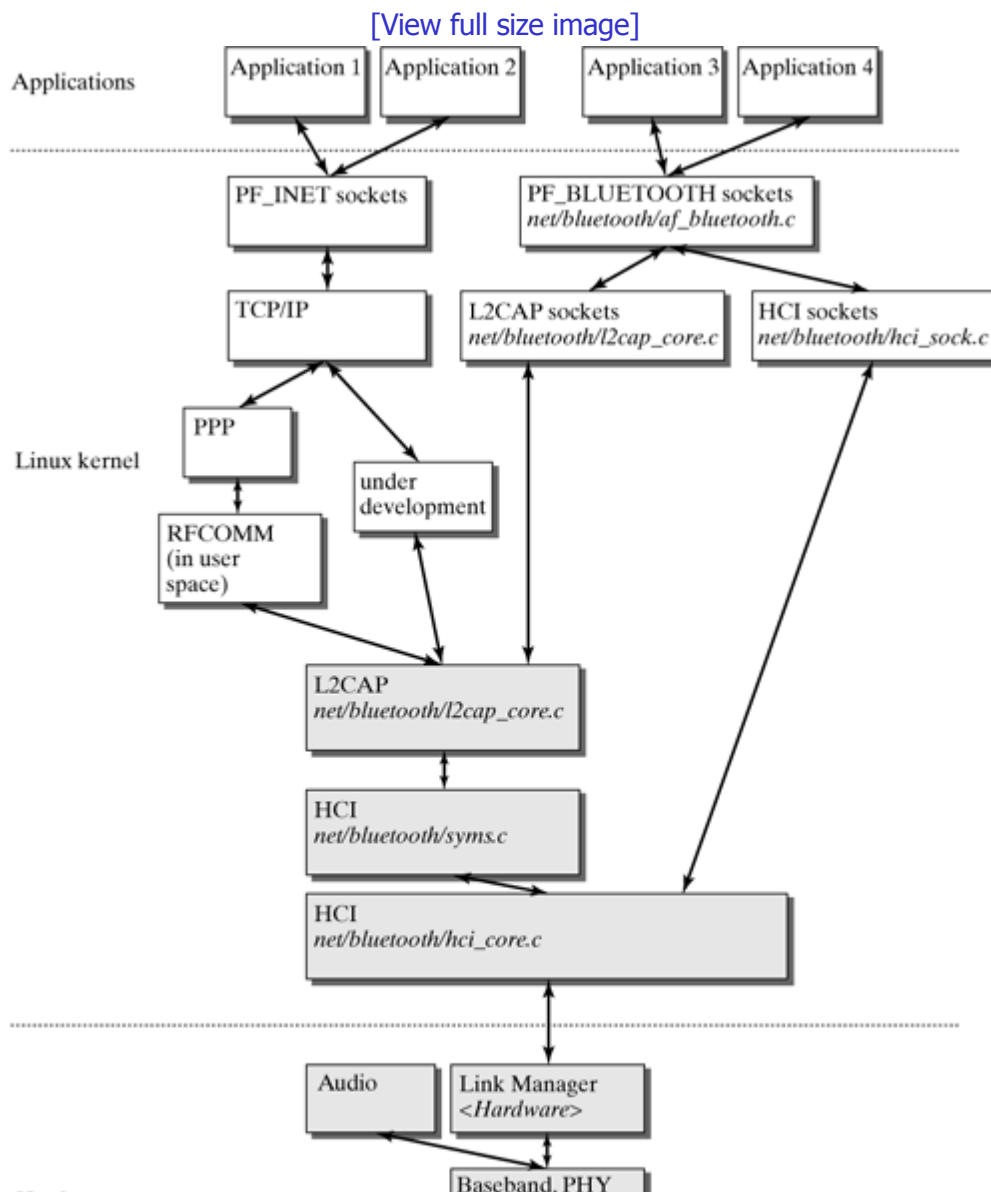 [View full size image]
Applications
Application 1
Application 2
Application 3
Application 4
PF_INET sockets
PF_BLUETOOTH sockets
net/bluetooth/af_bluetooth.c
TCP/IP
L2CAP sockets
net/bluetooth/l2cap_core.c
HCI sockets
net/bluetooth/hci_sock.c
PPP
Linux kernel
under
development
RFCOMM
(in user
space)
L2CAP
net/bluetooth/l2cap_core.c
HCI
net/bluetooth/syms.c
HCI
net/bluetooth/hci_core.c
Audio
Link Manager
<Hardware>
Baseband, PHY